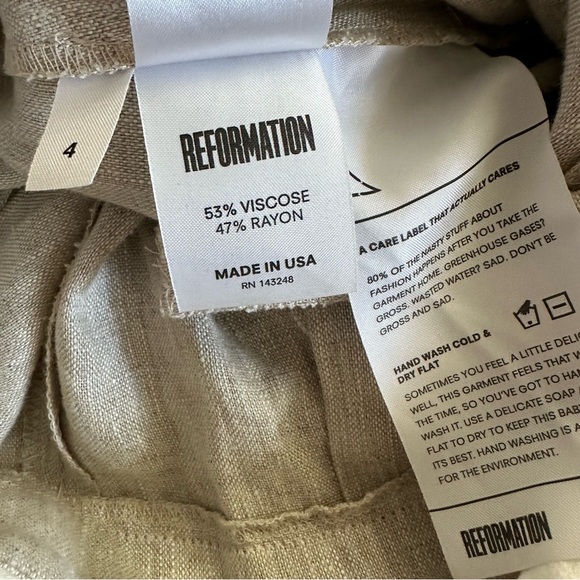 4
REFORMATION
53% VISCOSE
47% RAYON
MADE IN USA
RN 143248
A CARE LABEL THAT ACTUALLY CARES
80% OF THE NASTY STUFF ABOUT
FASHION HAPPENS AFTER YOU TAKE THE
GARMENT HOME. GREENHOUSE GASES?
GROSS. WASTED WATER? SAD. DON'T BE
GROSS AND SAD.
HAND WASH COLD &
DRY FLAT
SOMETIMES YOU FEEL A LITTLE
WELL, THIS GARMENT FEELS THAT
THE TIME, SO YOU'VE GOT TO
WASH IT. USE A DELICATE SOAP
FLAT TO DRY TO KEEP THIS
ITS BEST. HAND WASHING IS
FOR THE ENVIRONMENT.
REFORMATION